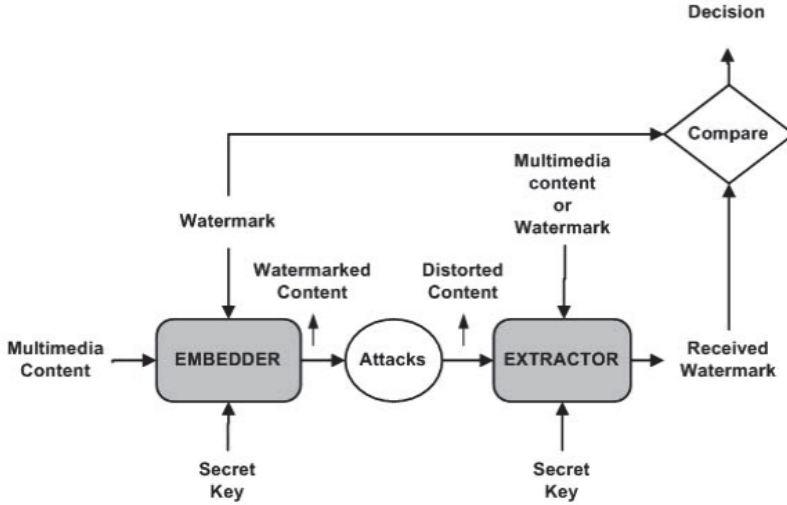 Decision
Compare
Multimedia
content
or
Watermark
Watermark
Watermarked
Content
Distorted
Content
Multimedia
Content
EMBEDDER
Attacks
EXTRACTOR
Received
Watermark
Secret
Key
Secret
Key